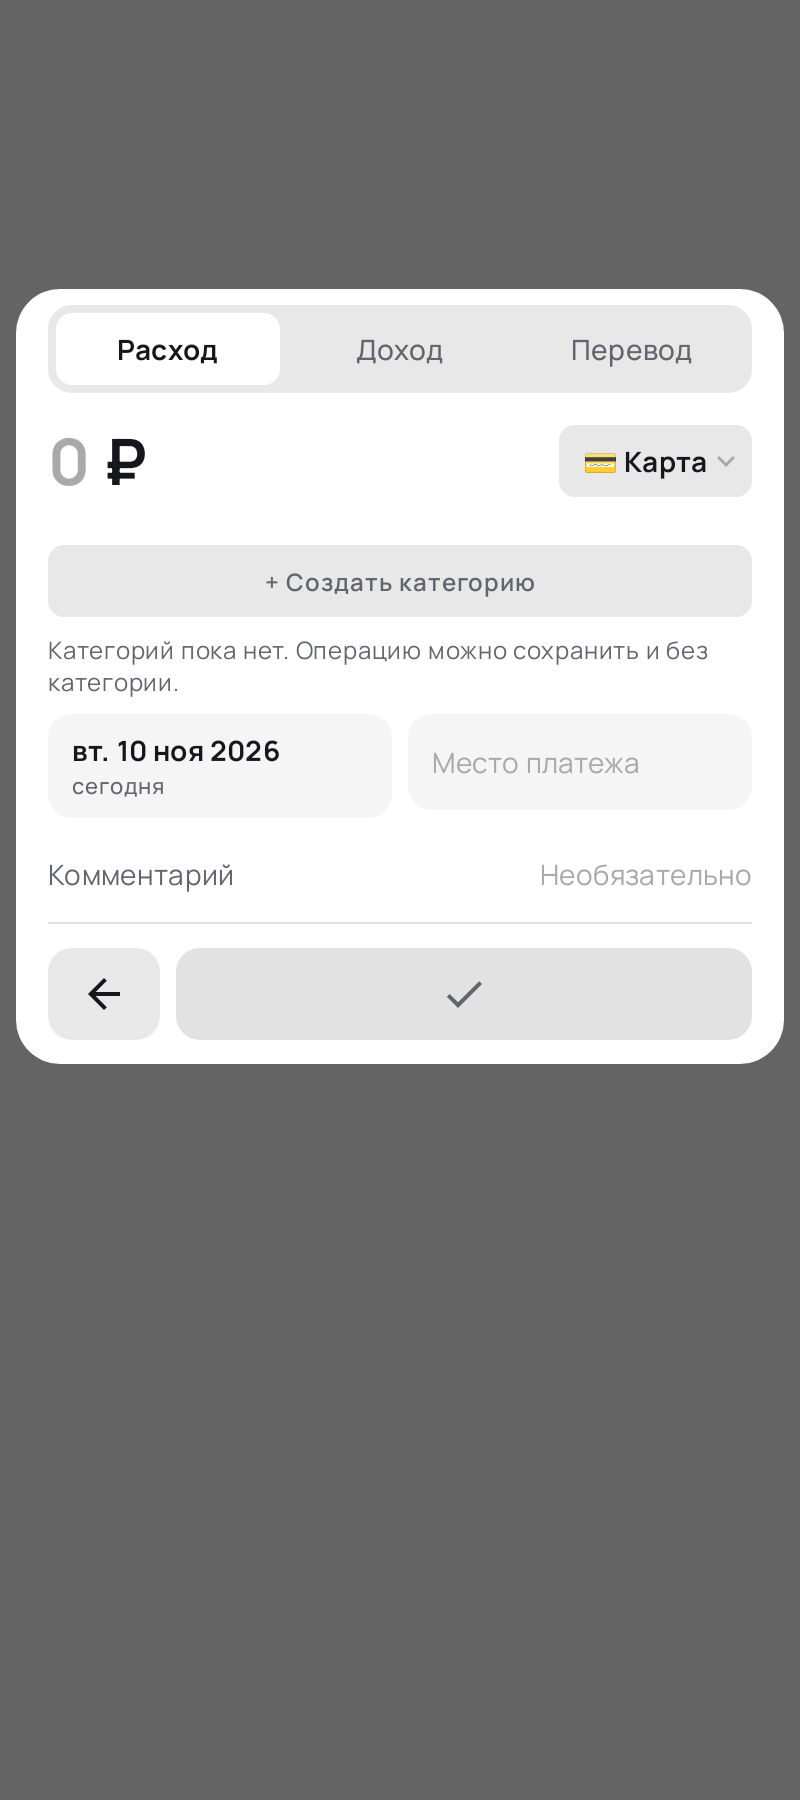 Расход Доход Перевод
0 ₽ 💳 Карта
+ Создать категорию
Категорий пока нет. Операцию можно сохранить и без
категории.
вт. 10 ноя 2026
сегодня
Место платежа
Комментарий Необязательно